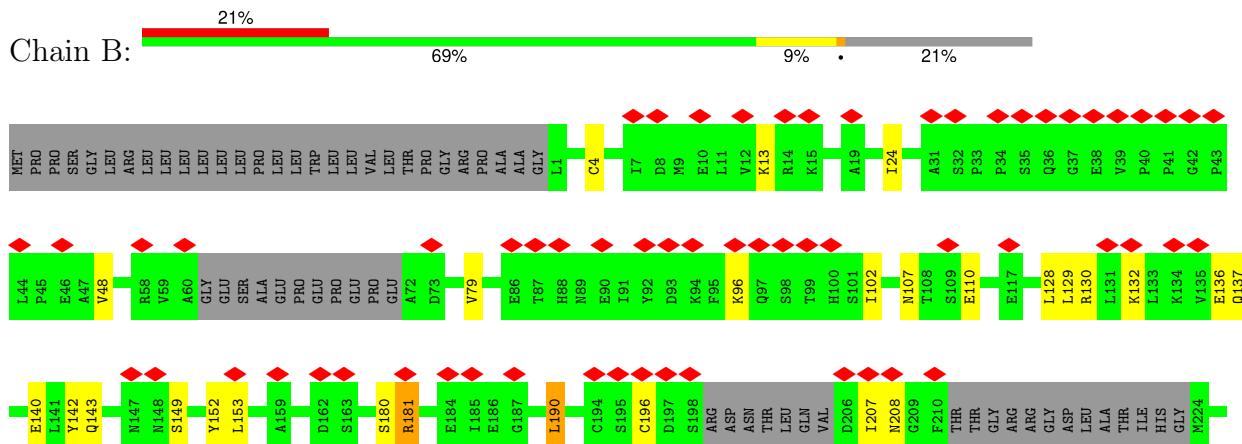 21%
Chain B:
69% 9% • 21%
MET PRO PRO SER GLY LEU ARG LEU LEU LEU LEU LEU LEU LEU PRO LEU LEU TRP LEU LEU VAL LEU THR PRO GLY ARG PRO ALA ALA GLY L1 C4 I7 D8 M9 E10 L11 V12 K13 R14 K15 A19 I24 A31 S32 P33 P34 S35 Q36 G37 E38 V39 P40 P41 G42 P43
L44 P45 E46 A47 V48 R58 V59 A60 GLY GLU SER ALA GLU PRO GLU PRO GLU PRO GLU A72 D73 V79 E86 T87 H88 N89 E90 I91 Y92 D93 K94 F95 K96 Q97 S98 T99 H100 S101 I102 N107 T108 S109 E110 E117 L128 L129 R130 L131 K132 L133 K134 V135 E136 Q137
E140 L141 Y142 Q143 N147 N148 S149 Y152 L153 A159 D162 S163 S180 R181 E184 I185 E186 G187 L190 C194 S195 C196 D197 S198 ARG ASP ASN THR LEU GLN VAL D206 I207 N208 G209 F210 THR THR GLY ARG ARG GLY ASP LEU ALA THR ILE HIS GLY M224